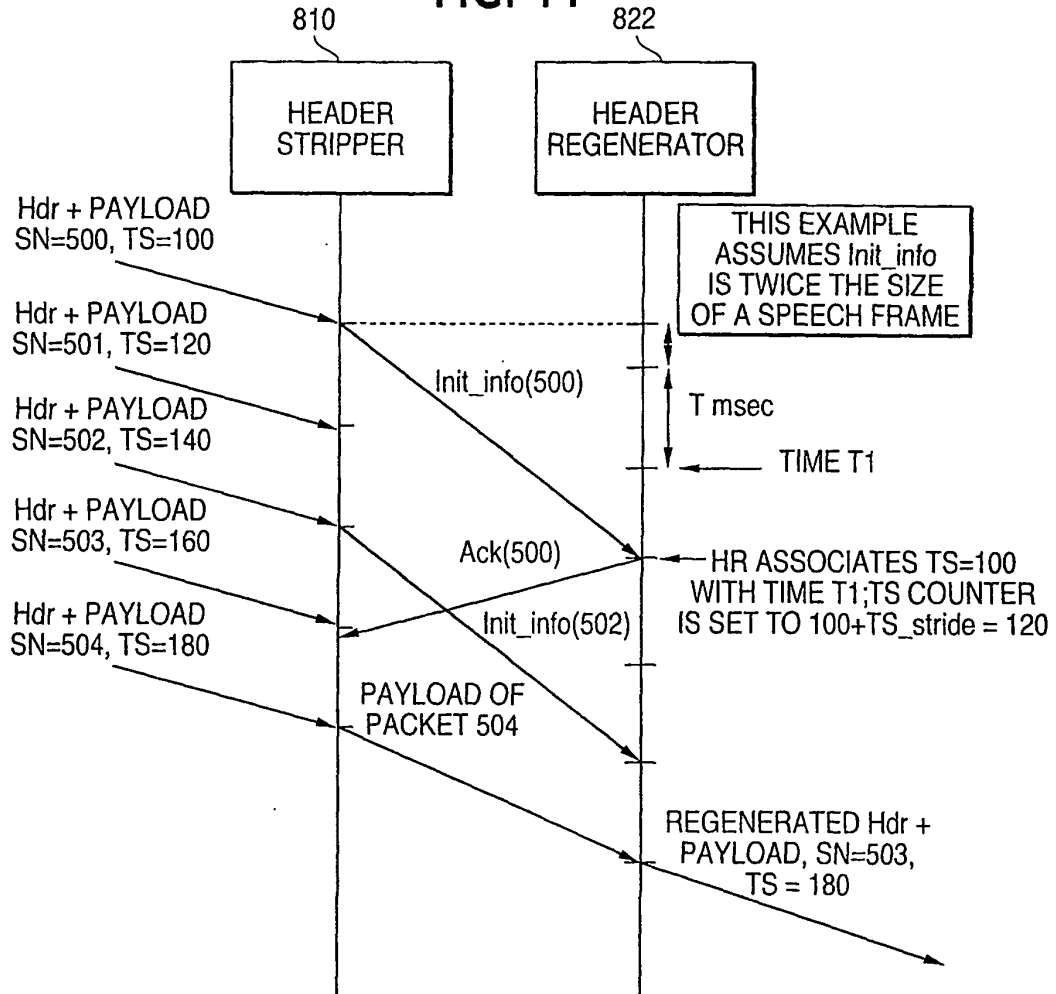 810
822
HEADER
STRIPPER
HEADER
REGENERATOR
Hdr + PAYLOAD
SN=500, TS=100
THIS EXAMPLE
ASSUMES Init_info
IS TWICE THE SIZE
OF A SPEECH FRAME
Hdr + PAYLOAD
SN=501, TS=120
Init_info(500)
T msec
Hdr + PAYLOAD
SN=502, TS=140
TIME T1
Hdr + PAYLOAD
SN=503, TS=160
Ack(500)
HR ASSOCIATES TS=100
WITH TIME T1;TS COUNTER
IS SET TO 100+TS_stride = 120
Hdr + PAYLOAD
SN=504, TS=180
Init_info(502)
PAYLOAD OF
PACKET 504
REGENERATED Hdr +
PAYLOAD, SN=503,
TS = 180